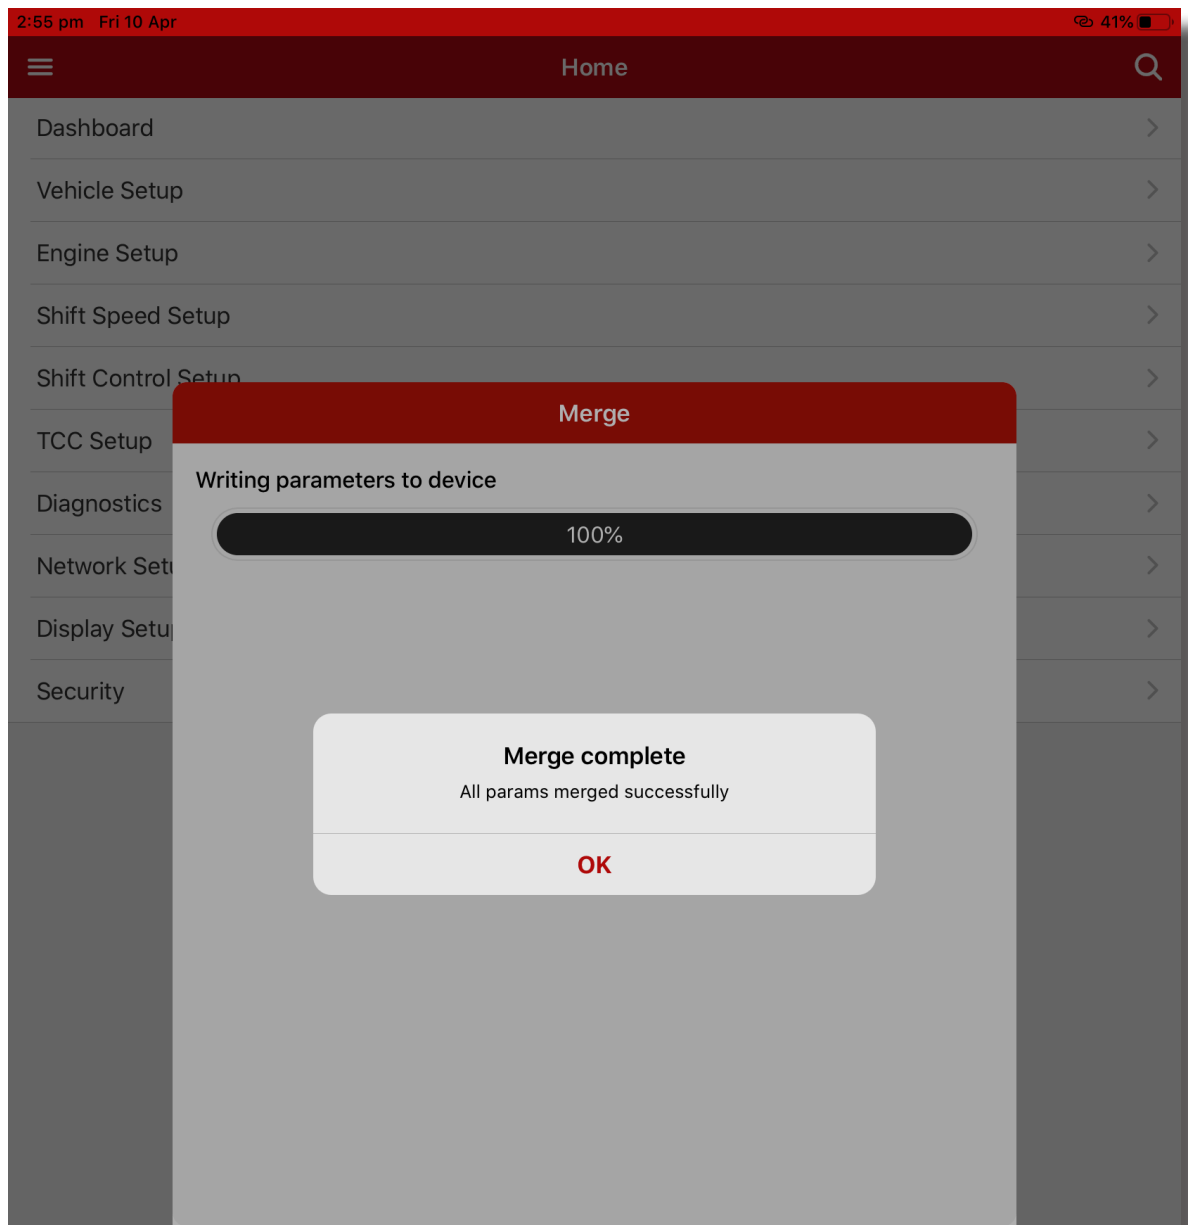 2:55 pm Fri 10 Apr 41%
Home
Dashboard
Vehicle Setup
Engine Setup
Shift Speed Setup
Shift Control Setup
Merge
TCC Setup
Writing parameters to device
Diagnostics
100%
Network Setu
Display Setup
Security
Merge complete
All params merged successfully
OK